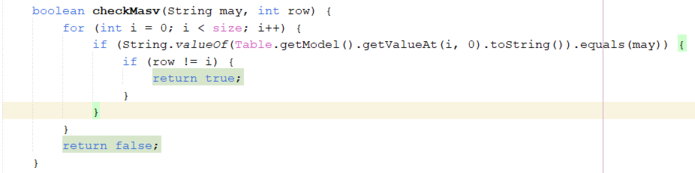 boolean checkMasv(String may, int row) {
for (int i = 0; i < size; i++) {
if (String.valueOf(Table.getModel().getValueAt(i, 0).toString()).equals(may)) {
if (row != i) {
return true;
}
}
}
return false;
}